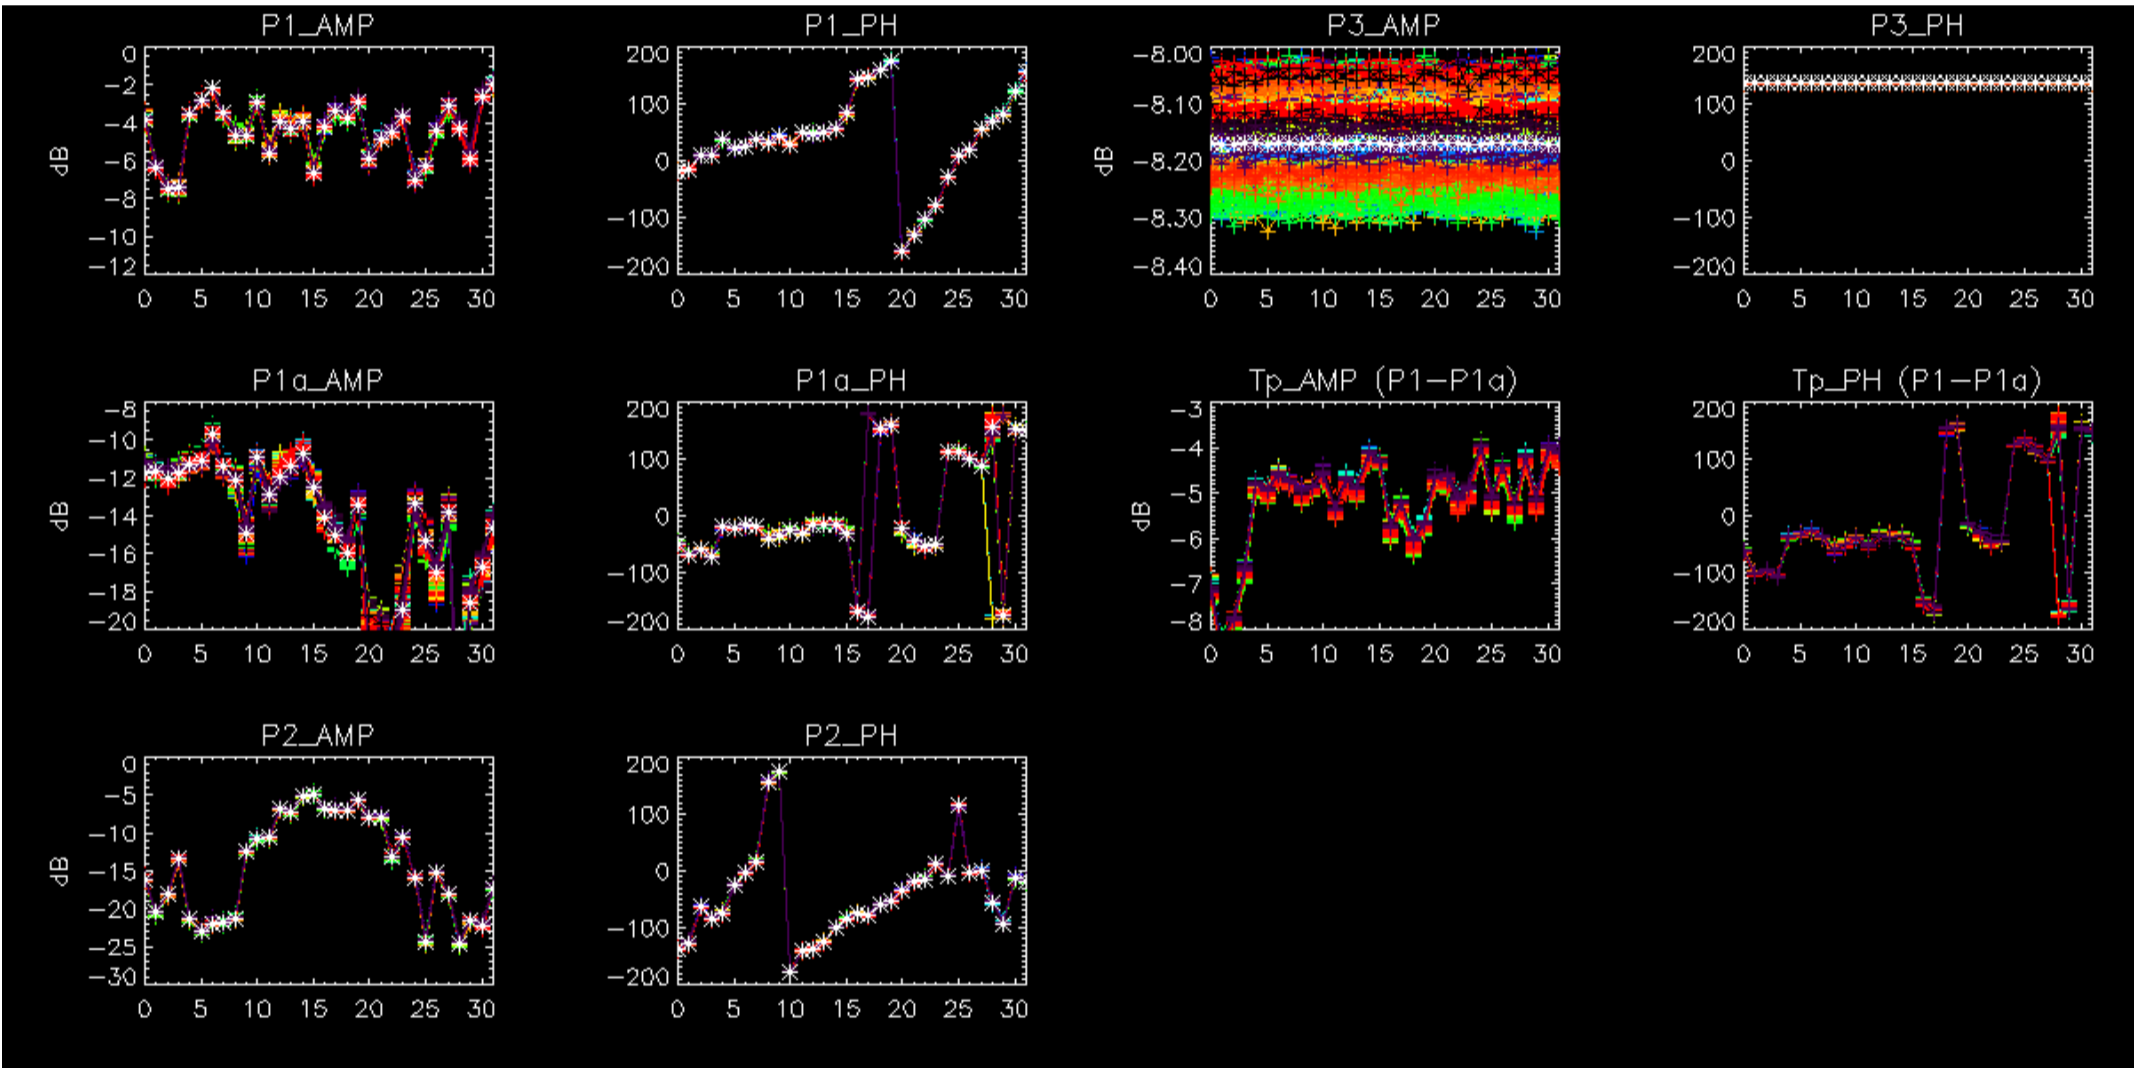 P1_AMP
P1_PH
P3_AMP
P3_PH
0
−2
−4
−6
−8
−10
−12
dB
0 5 10 15 20 25 30
200
100
0
−100
−200
0 5 10 15 20 25 30
−8.00
−8.10
−8.20
−8.30
−8.40
dB
0 5 10 15 20 25 30
200
100
0
−100
−200
0 5 10 15 20 25 30
P1a_AMP
P1a_PH
Tp_AMP (P1−P1a)
Tp_PH (P1−P1a)
−8
−10
−12
−14
−16
−18
−20
dB
0 5 10 15 20 25 30
200
100
0
−100
−200
0 5 10 15 20 25 30
−3
−4
−5
−6
−7
−8
dB
0 5 10 15 20 25 30
200
100
0
−100
−200
0 5 10 15 20 25 30
P2_AMP
P2_PH
0
−5
−10
−15
−20
−25
−30
dB
0 5 10 15 20 25 30
200
100
0
−100
−200
0 5 10 15 20 25 30